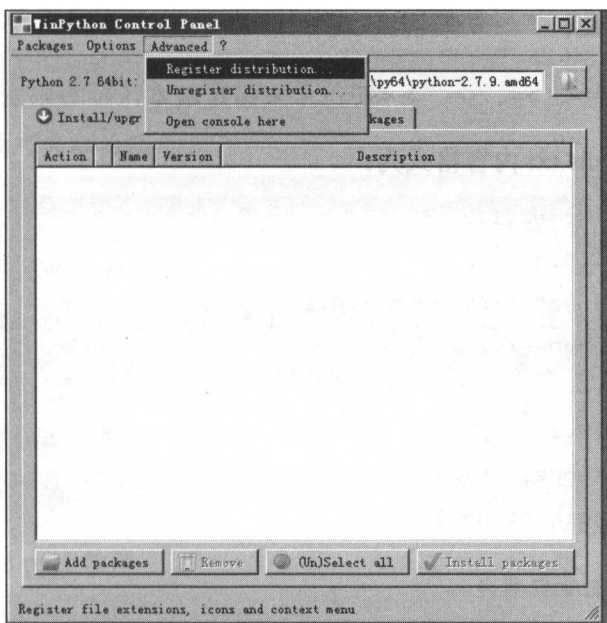 WinPython Control Panel
Packages Options Advanced ?
Register distribution...
Python 2.7 64bit: \py64\python-2.7.9.amd64
Unregister distribution...
Install/upgr kages
Open console here
Action Name Version Description
Add packages Remove (Un)Select all Install packages
Register file extensions, icons and context menu